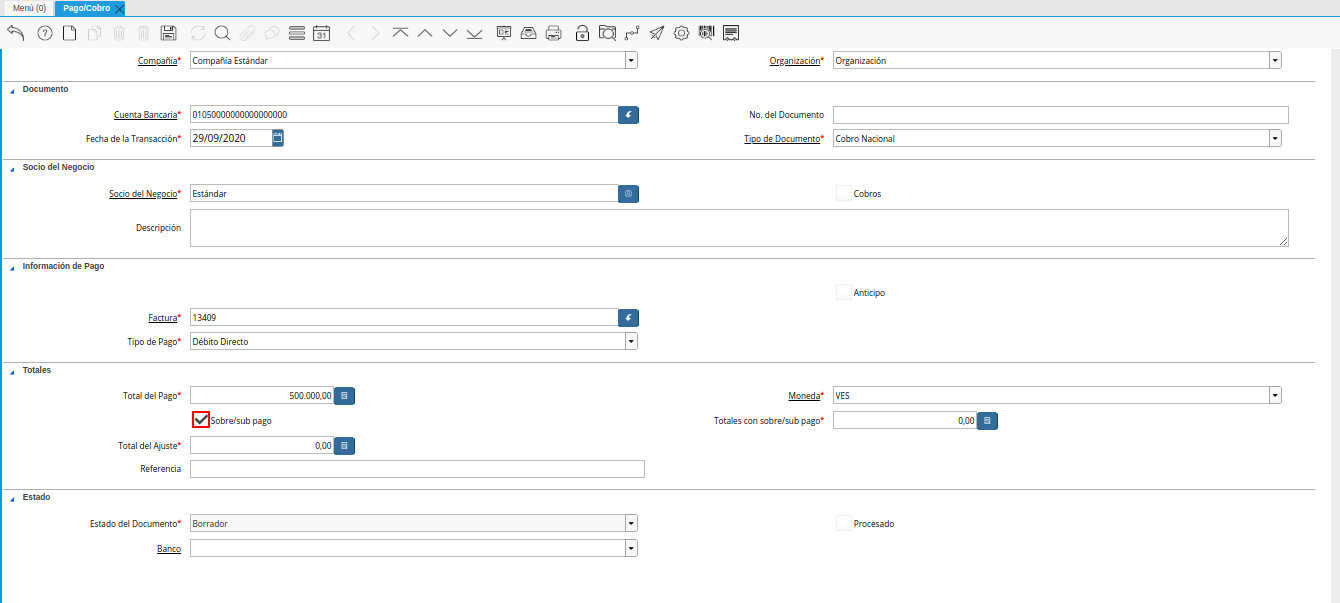 Menú (0) Pago/Cobro
?
31
Compañía* Compañía Estándar Organización* Organización
Documento
Cuenta Bancaria* 01050000000000000000 No. del Documento
Fecha de la Transacción* 29/09/2020 Tipo de Documento* Cobro Nacional
Socio del Negocio
Socio del Negocio* Estándar Cobros
Descripción
Información de Pago
Anticipo
Factura* 13409
Tipo de Pago* Débito Directo
Totales
Total del Pago* 500.000,00 Moneda* VES
Sobre/sub pago Totales con sobre/sub pago* 0,00
Total del Ajuste* 0,00
Referencia
Estado
Estado del Documento* Borrador Procesado
Banco